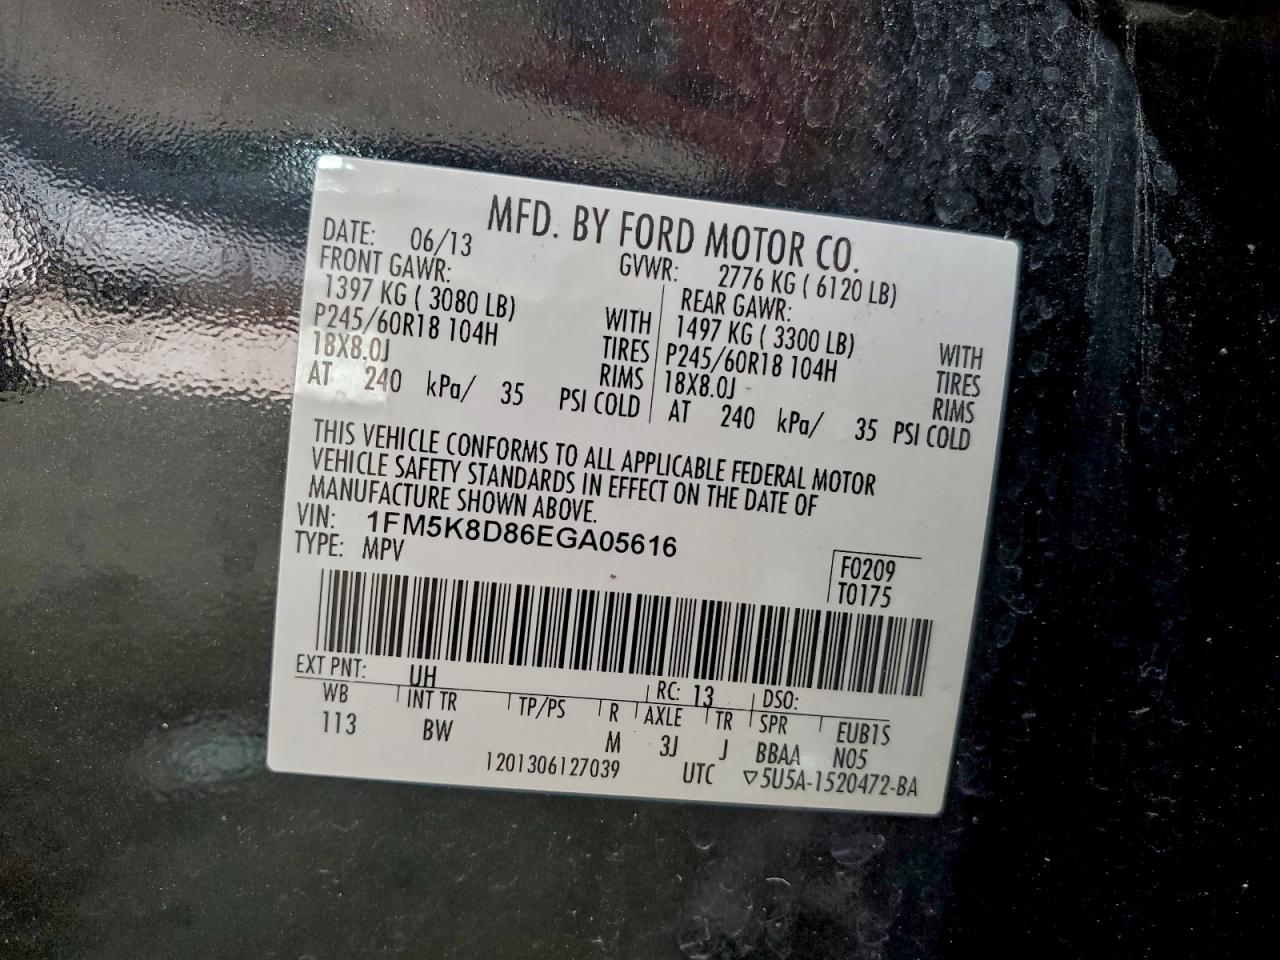 MFD. BY FORD MOTOR CO.
DATE: 06/13 GVWR: 2776 KG ( 6120 LB)
FRONT GAWR: REAR GAWR:
1397 KG ( 3080 LB) WITH 1497 KG ( 3300 LB) WITH
P245/60R18 104H TIRES P245/60R18 104H TIRES
18X8.0J RIMS 18X8.0J RIMS
AT 240 kPa/ 35 PSI COLD AT 240 kPa/ 35 PSI COLD
THIS VEHICLE CONFORMS TO ALL APPLICABLE FEDERAL MOTOR
VEHICLE SAFETY STANDARDS IN EFFECT ON THE DATE OF
MANUFACTURE SHOWN ABOVE.
VIN: 1FM5K8D86EGA05616
TYPE: MPV
F0209
T0175
EXT PNT: UH RC: 13 DSO:
WB INT TR TP/PS R AXLE TR SPR EUB1S
113 BW M 3J J BBAA N05
1201306127039 UTC ▽5U5A-1520472-BA